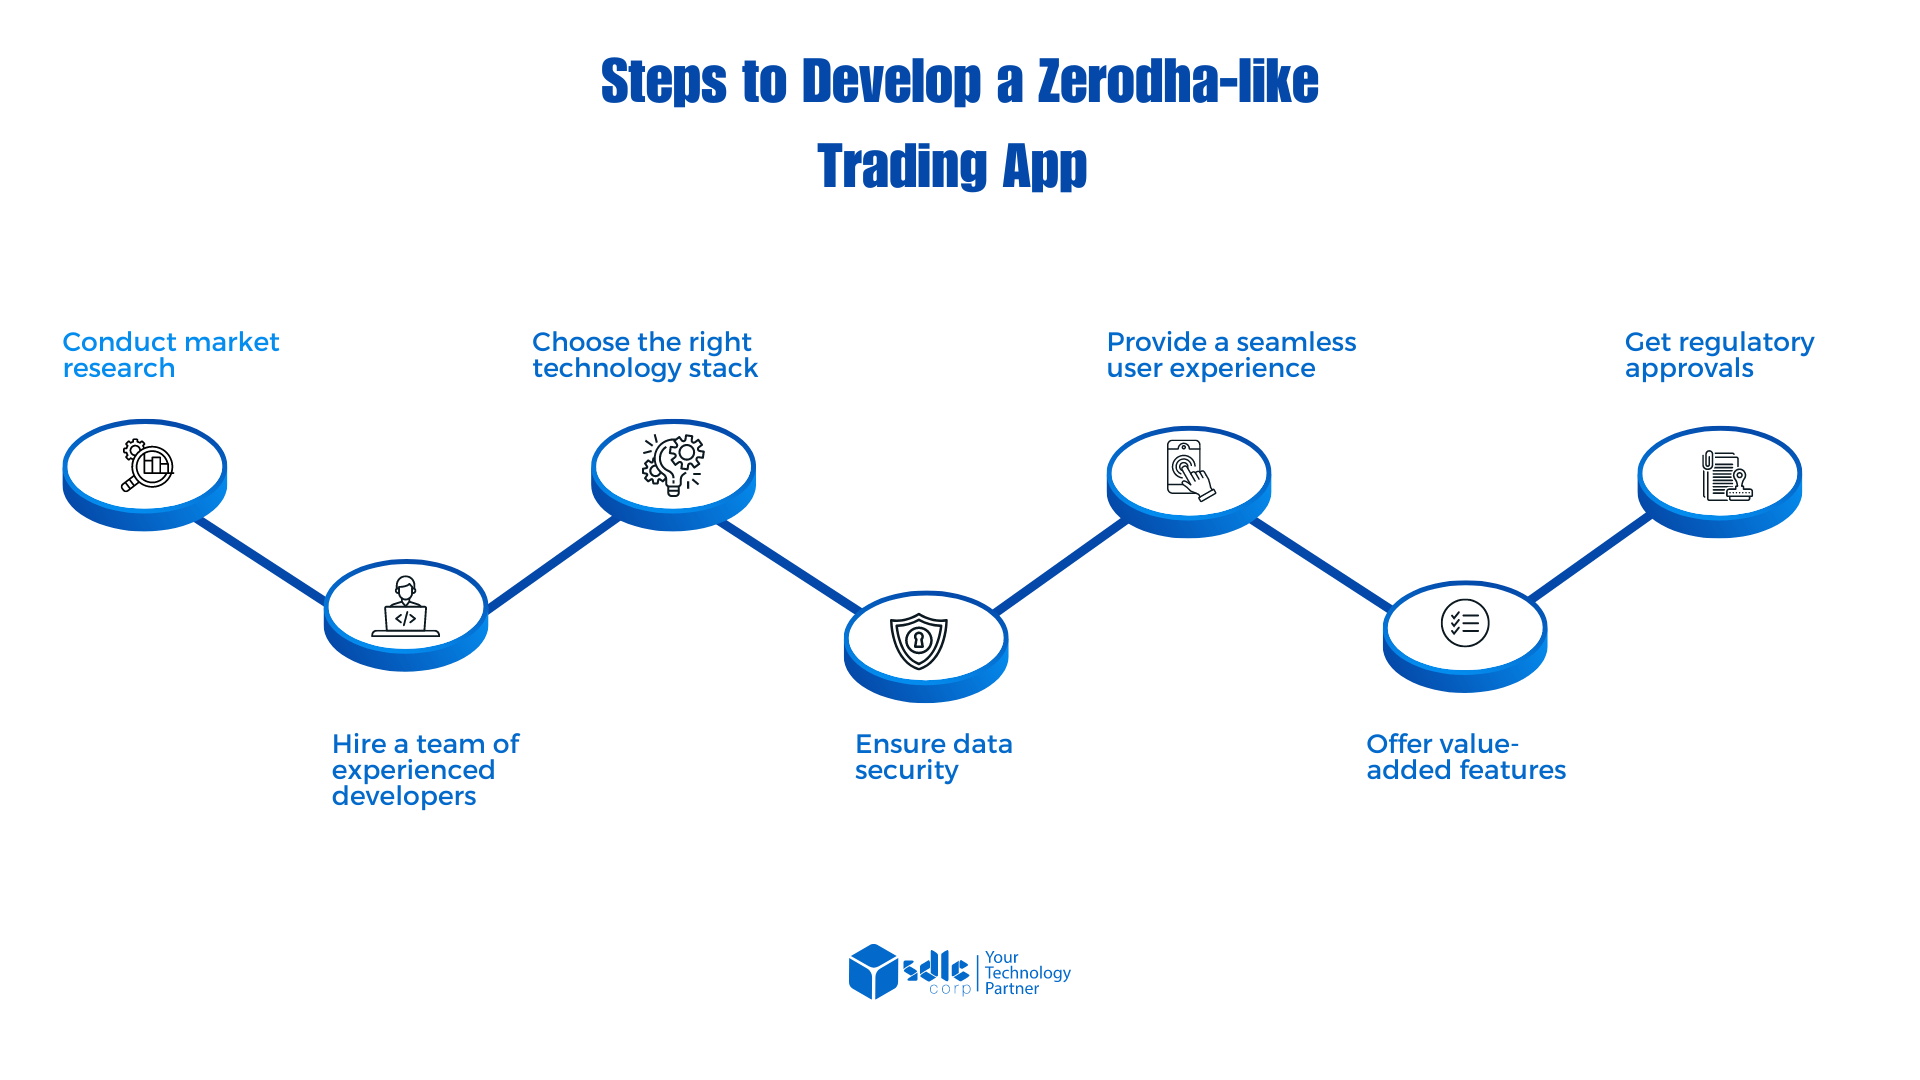 Steps to Develop a Zerodha-like
Trading App
Conduct market
research
Hire a team of
experienced
developers
Choose the right
technology stack
Ensure data
security
Provide a seamless
user experience
Offer value-
added features
Get regulatory
approvals
</>
sdlc
corp
Your
Technology
Partner